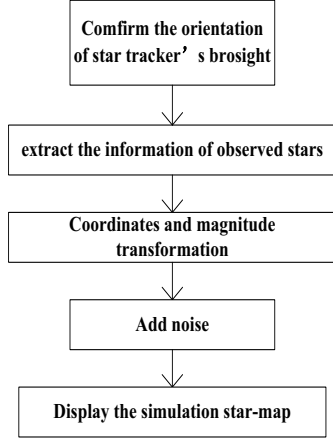 Comfirm the orientation
of star tracker’s brosight
extract the information of observed stars
Coordinates and magnitude
transformation
Add noise
Display the simulation star-map